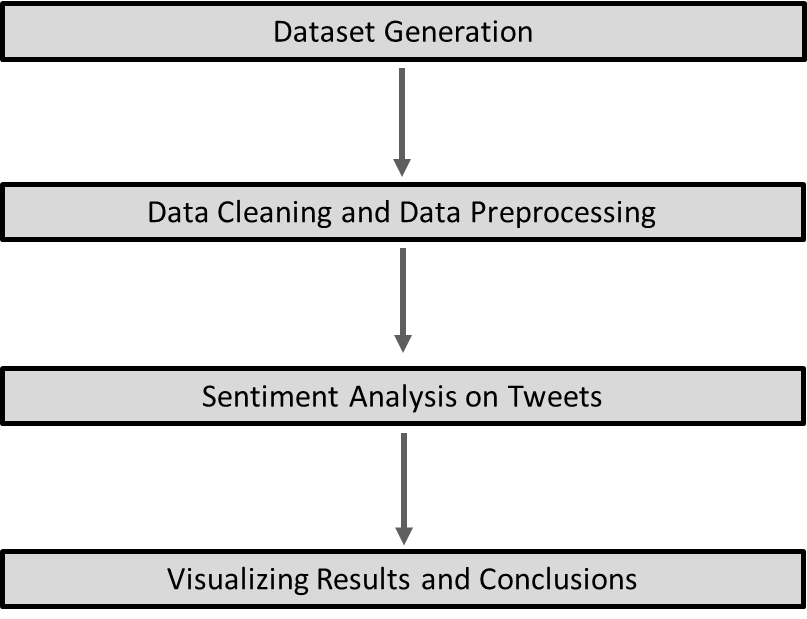 Dataset Generation
Data Cleaning and Data Preprocessing
Sentiment Analysis on Tweets
Visualizing Results and Conclusions